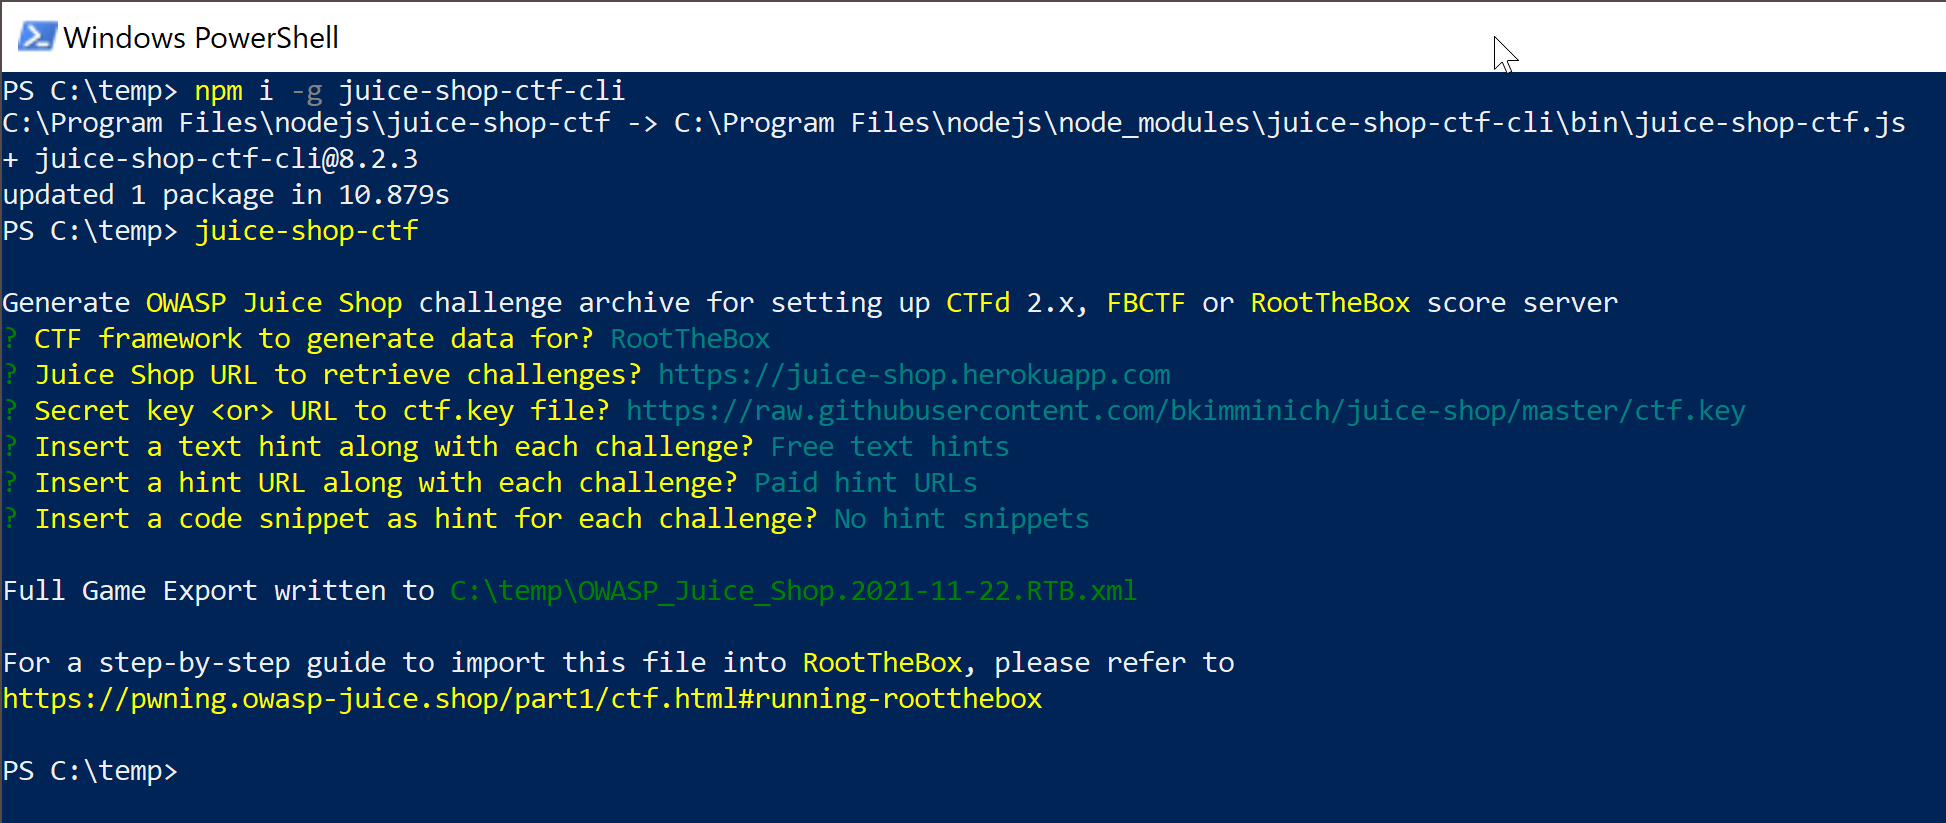 Windows PowerShell
PS C:\temp> npm i -g juice-shop-ctf-cli
C:\Program Files\nodejs\juice-shop-ctf -> C:\Program Files\nodejs\node_modules\juice-shop-ctf-cli\bin\juice-shop-ctf.js
+ juice-shop-ctf-cli@8.2.3
updated 1 package in 10.879s
PS C:\temp> juice-shop-ctf
Generate OWASP Juice Shop challenge archive for setting up CTFd 2.x, FBCTF or RootTheBox score server
? CTF framework to generate data for? RootTheBox
? Juice Shop URL to retrieve challenges? https://juice-shop.herokuapp.com
? Secret key <or> URL to ctf.key file? https://raw.githubusercontent.com/bkimminich/juice-shop/master/ctf.key
? Insert a text hint along with each challenge? Free text hints
? Insert a hint URL along with each challenge? Paid hint URLs
? Insert a code snippet as hint for each challenge? No hint snippets
Full Game Export written to C:\temp\OWASP_Juice_Shop.2021-11-22.RTB.xml
For a step-by-step guide to import this file into RootTheBox, please refer to
https://pwning.owasp-juice.shop/part1/ctf.html#running-rootthebox
PS C:\temp>